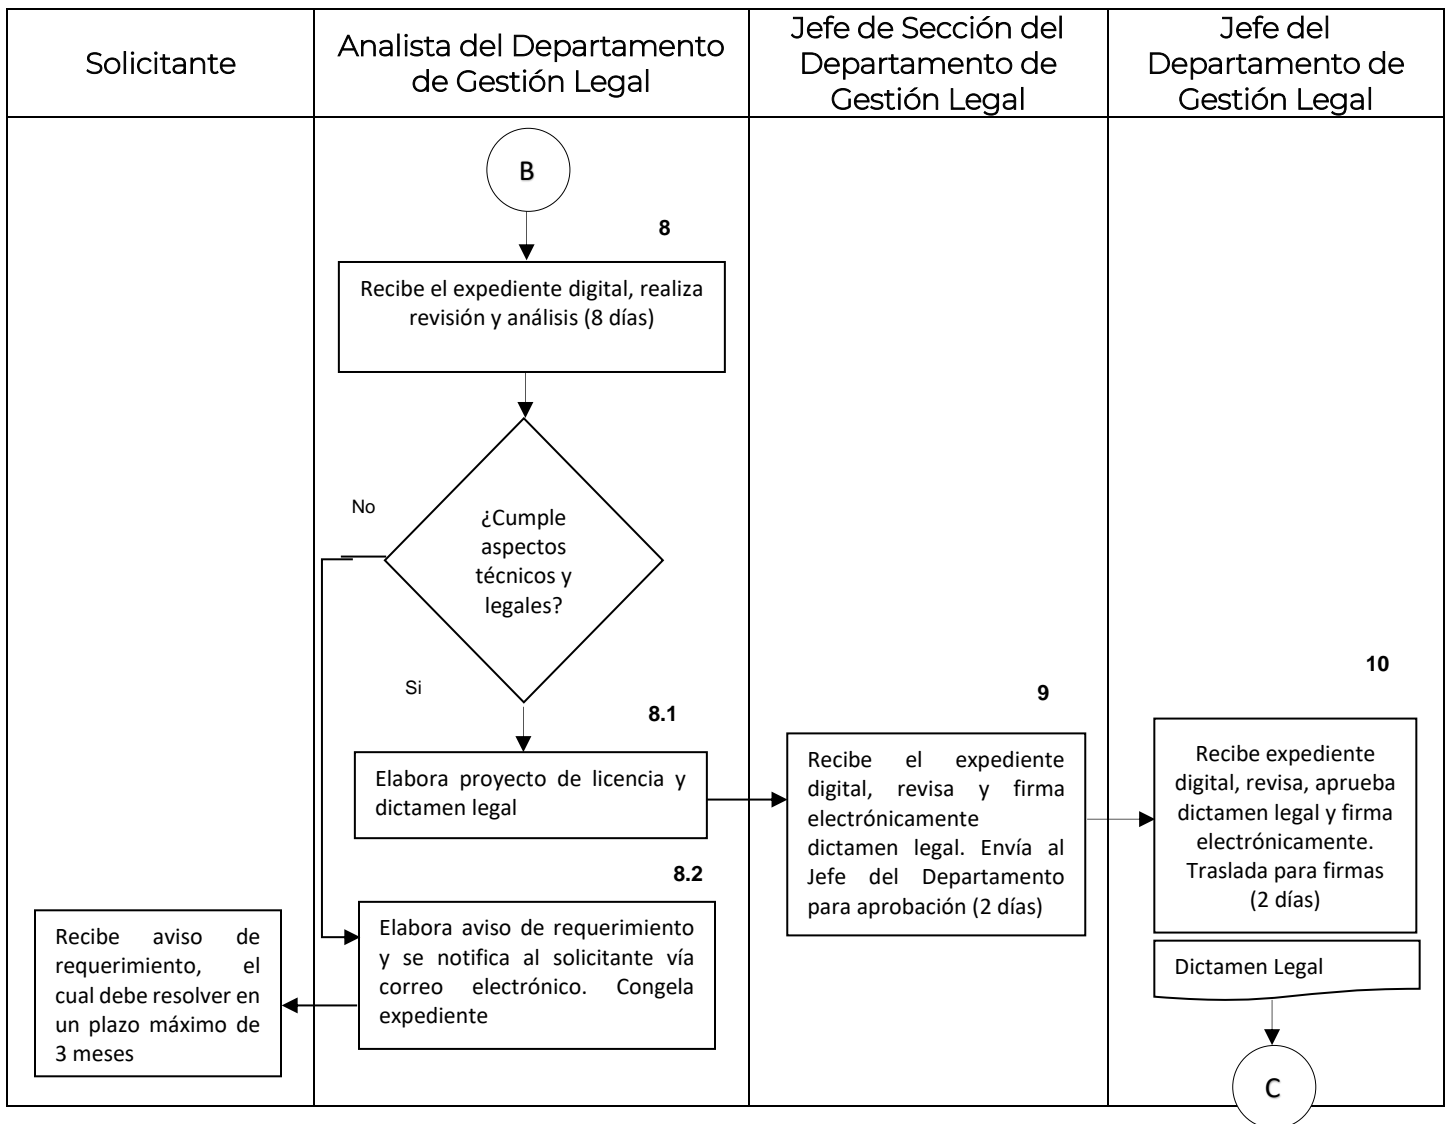 Solicitante
Analista del Departamento
de Gestión Legal
Jefe de Sección del
Departamento de
Gestión Legal
Jefe del
Departamento de
Gestión Legal
B
8
Recibe el expediente digital, realiza
revisión y análisis (8 días)
No
¿Cumple
aspectos
técnicos y
legales?
Si
8.1
Elabora proyecto de licencia y
dictamen legal
9
Recibe el expediente
digital, revisa y firma
electrónicamente
dictamen legal. Envía al
Jefe del Departamento
para aprobación (2 días)
10
Recibe expediente
digital, revisa, aprueba
dictamen legal y firma
electrónicamente.
Traslada para firmas
(2 días)
Dictamen Legal
8.2
Elabora aviso de requerimiento
y se notifica al solicitante vía
correo electrónico. Congela
expediente
Recibe aviso de
requerimiento, el
cual debe resolver en
un plazo máximo de
3 meses
C